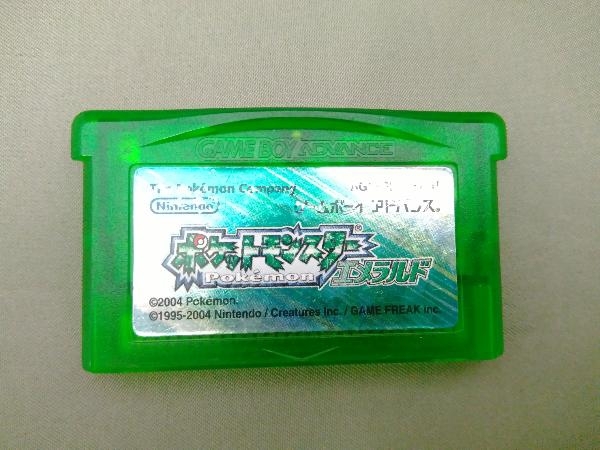 GAME BOY ADVANCE
The Pokémon Company
Nintendo
ゲームボーイアドバンス®
ポケットモンスター®
POKéMON
エメラルド
©2004 Pokémon.
©1995-2004 Nintendo / Creatures inc. / GAME FREAK inc.